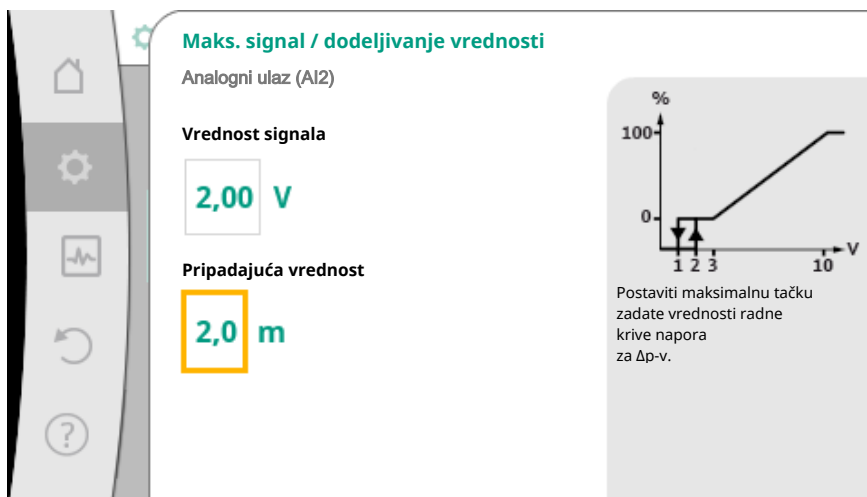 Maks. signal / dodeljivanje vrednosti
Analogni ulaz (AI2)
Vrednost signala
2,00 V
Pripadajuća vrednost
2,0 m
%
100
0
1 2 3 10 V
Postaviti maksimalnu tačku
zadate vrednosti radne
krive napora
za Δp-v.
?